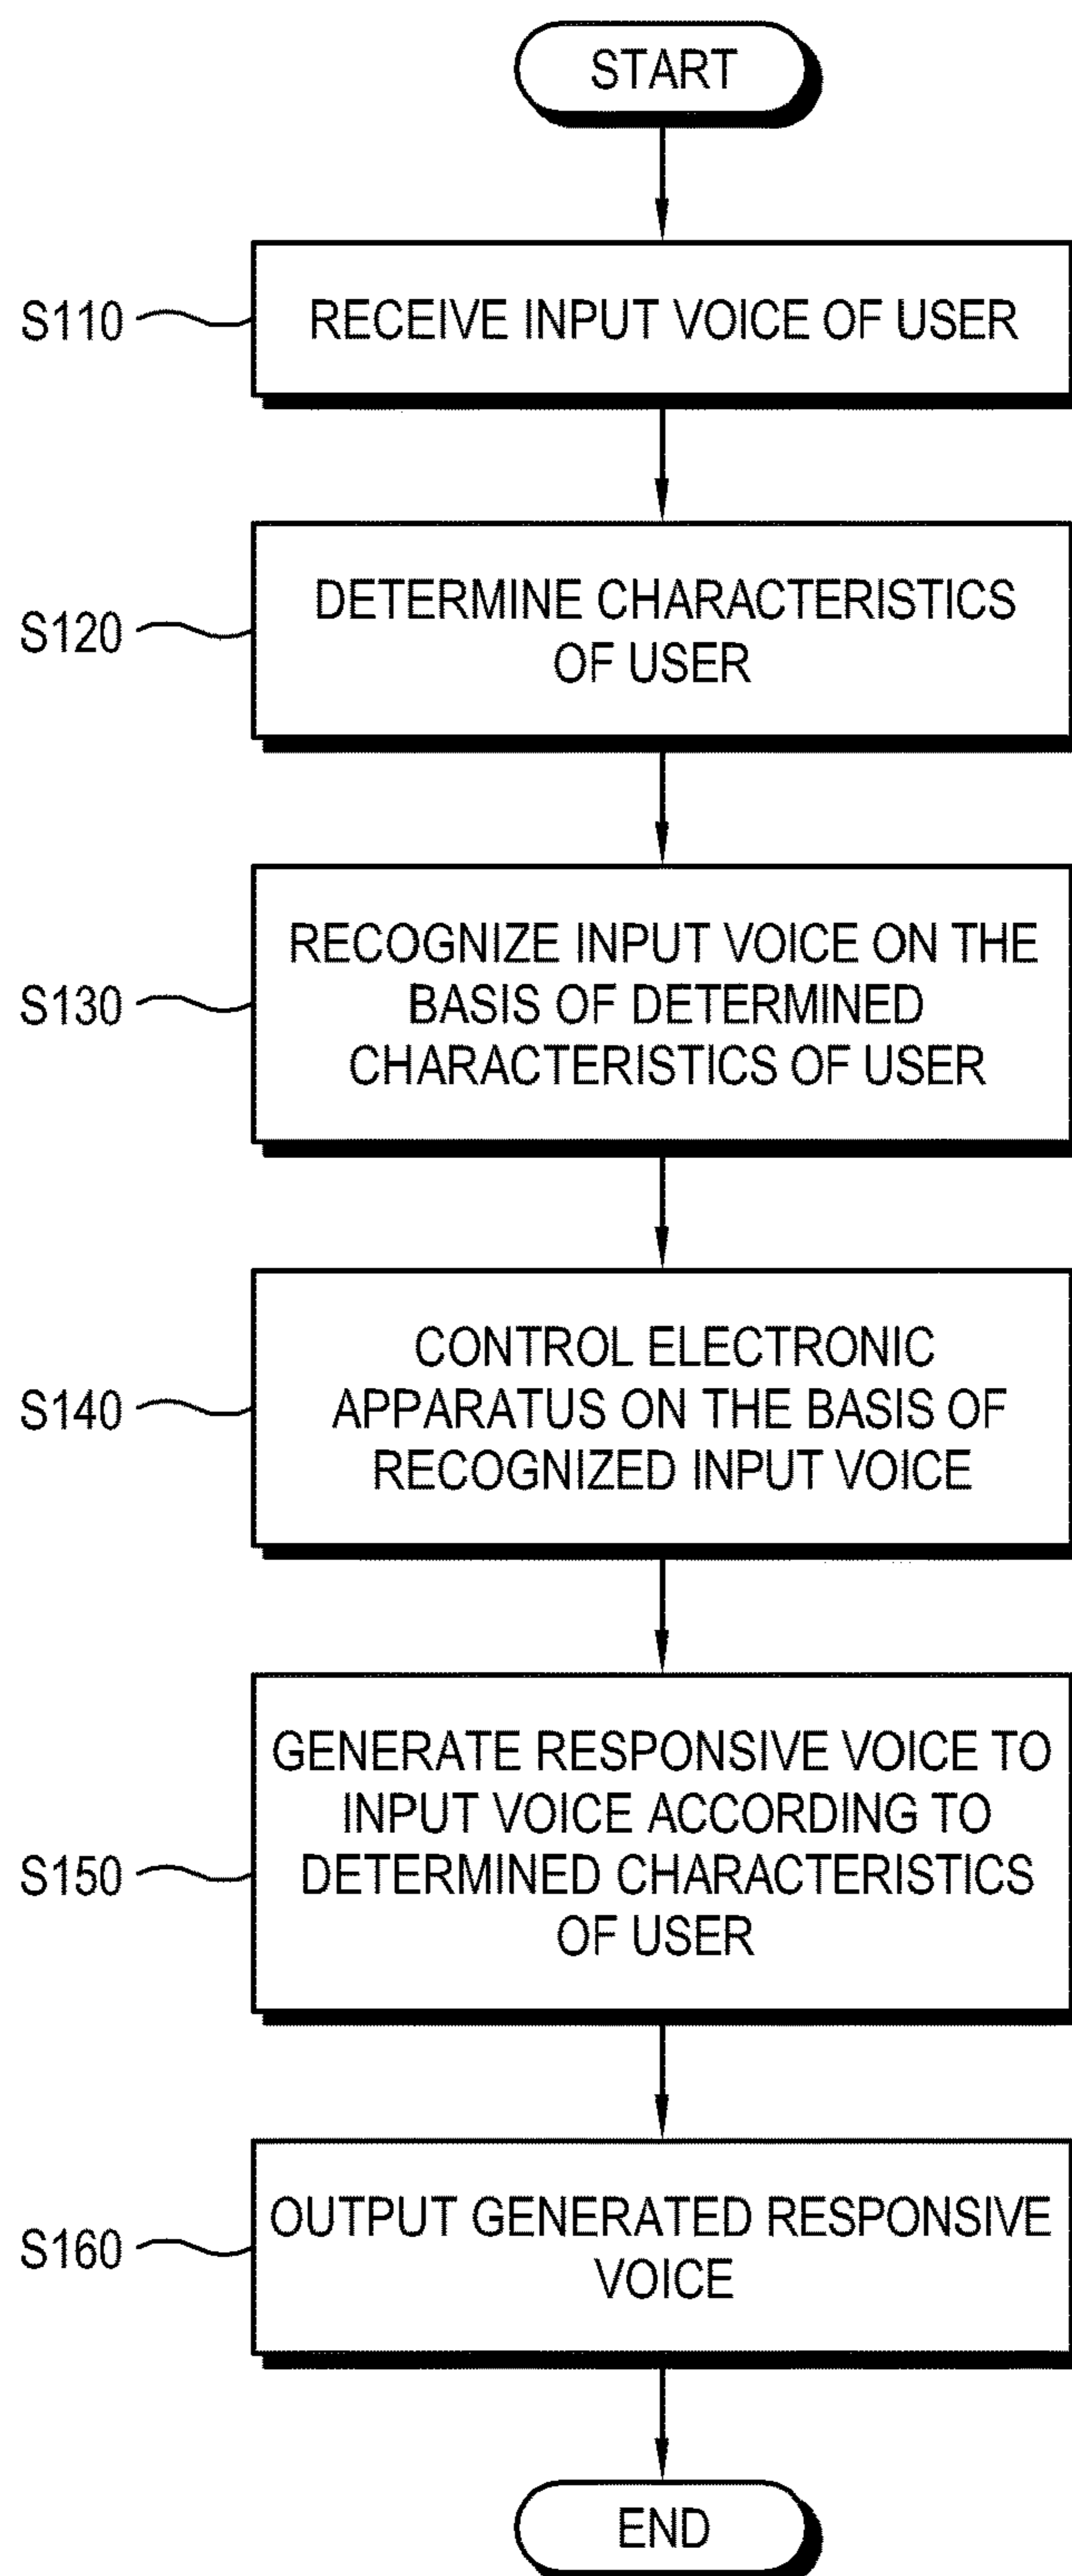 START
S110
RECEIVE INPUT VOICE OF USER
S120
DETERMINE CHARACTERISTICS
OF USER
S130
RECOGNIZE INPUT VOICE ON THE
BASIS OF DETERMINED
CHARACTERISTICS OF USER
S140
CONTROL ELECTRONIC
APPARATUS ON THE BASIS OF
RECOGNIZED INPUT VOICE
S150
GENERATE RESPONSIVE VOICE TO
INPUT VOICE ACCORDING TO
DETERMINED CHARACTERISTICS
OF USER
S160
OUTPUT GENERATED RESPONSIVE
VOICE
END